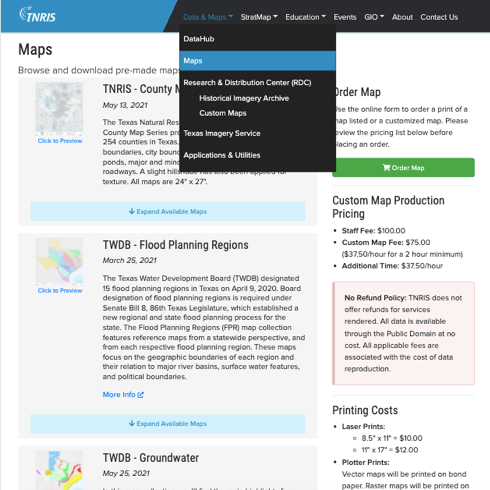 TNRIS
Data & Maps StratMap Education Events GIO About Contact Us
DataHub
Maps
Research & Distribution Center (RDC)
Historical Imagery Archive
Custom Maps
Texas Imagery Service
Applications & Utilities
Maps
Browse and download pre-made maps
Click to Preview
TNRIS - County M
May 13, 2021
The Texas Natural Res
County Map Series pro
254 counties in Texas.
boundaries, city boun
ponds, major and mino
roadways. A slight hillshade has also been applied for
texture. All maps are 24" x 27".
Expand Available Maps
Click to Preview
TWDB - Flood Planning Regions
March 25, 2021
The Texas Water Development Board (TWDB) designated
15 flood planning regions in Texas on April 9, 2020. Board
designation of flood planning regions is required under
Senate Bill 8, 86th Texas Legislature, which established a
new regional and state flood planning process for the
state. The Flood Planning Regions (FPR) map collection
features reference maps from a statewide perspective, and
from each respective flood planning region. These maps
focus on the geographic boundaries of each region and
their relation to major river basins, surface water features,
and political boundaries.
More Info
Expand Available Maps
TWDB - Groundwater
May 25, 2021
Order Map
Use the online form to order a print of a
map listed or a customized map. Please
review the pricing list below before
placing an order.
Order Map
Custom Map Production
Pricing
Staff Fee: $100.00
Custom Map Fee: $75.00
($37.50/hour for a 2 hour minimum)
Additional Time: $37.50/hour
No Refund Policy: TNRIS does not
offer refunds for services
rendered. All data is available
through the Public Domain at no
cost. All applicable fees are
associated with the cost of data
reproduction.
Printing Costs
Laser Prints:
8.5" x 11" = $10.00
11" x 17" = $12.00
Plotter Prints:
Vector maps will be printed on bond
paper. Raster maps will be printed on